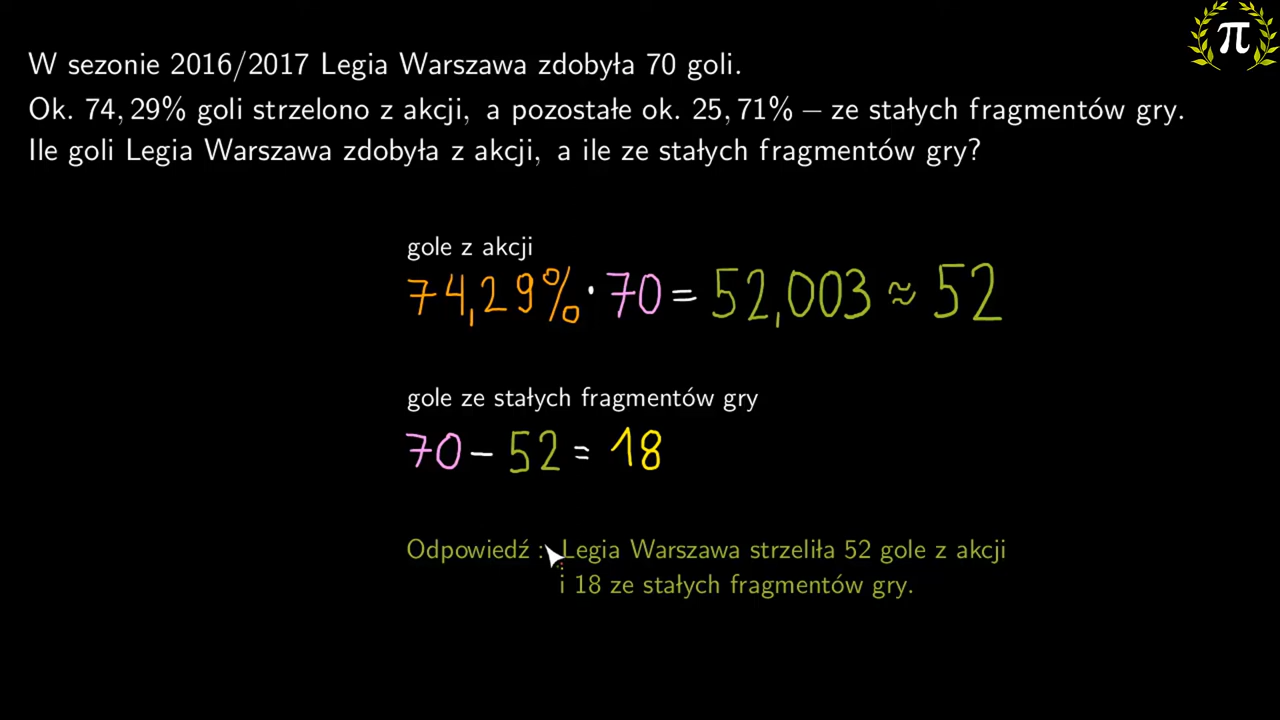 π
W sezonie 2016/2017 Legia Warszawa zdobyła 70 goli.
Ok. 74,29% goli strzelono z akcji, a pozostałe ok. 25,71% – ze stałych fragmentów gry.
Ile goli Legia Warszawa zdobyła z akcji, a ile ze stałych fragmentów gry?
gole z akcji
74,29% · 70 = 52,003 ≈ 52
gole ze stałych fragmentów gry
70 – 52 = 18
Odpowiedź : Legia Warszawa strzeliła 52 gole z akcji
i 18 ze stałych fragmentów gry.